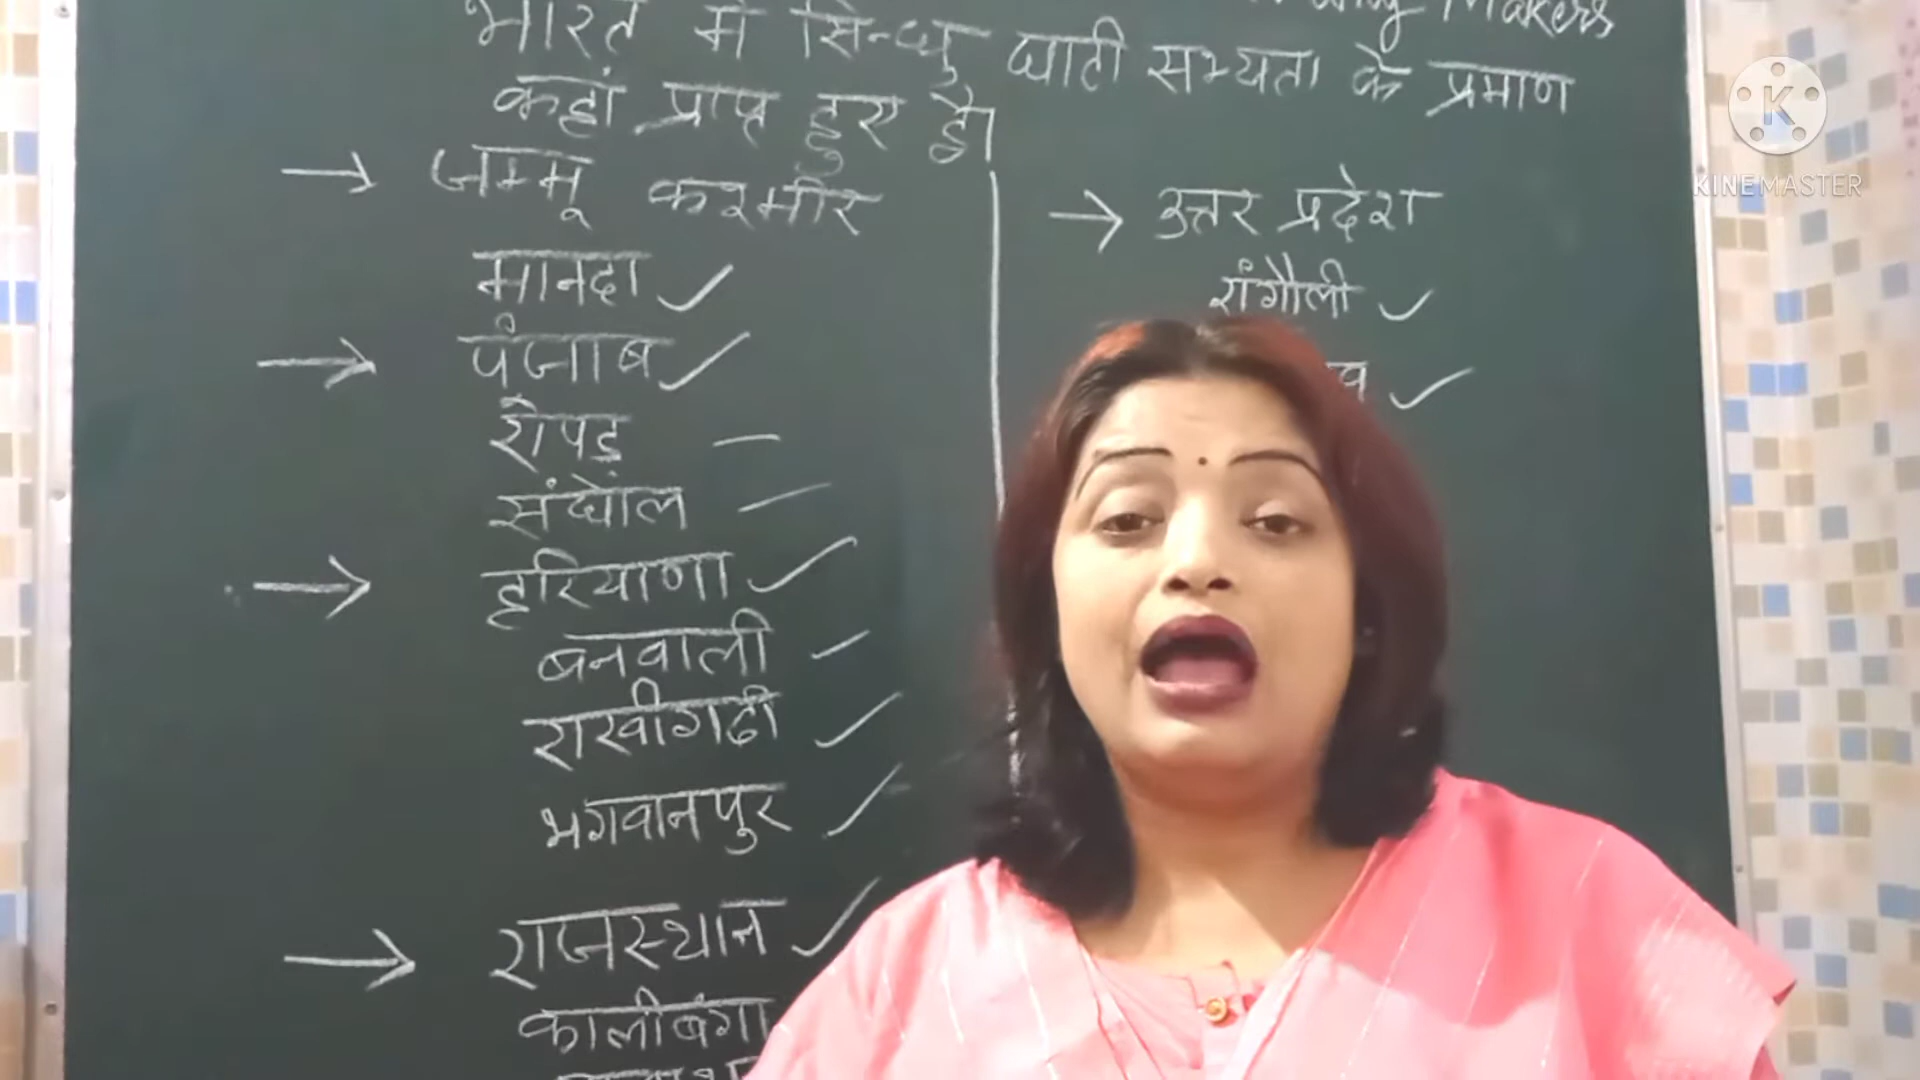 Makers
भारत में सिन्धु घाटी सभ्यता के प्रमाण
कहां प्राप्त हुए है।
→ जम्मू कश्मीर
मानदा ✓
→ पंजाब ✓
रोपड़ —
संघोल —
→ हरियाणा ✓
बनवाली –
राखीगढी ✓
भगवानपुर ✓
→ राजस्थान ✓
कालीबंगा
→ उत्तर प्रदेश
रांगौली ✓
K
KINEMASTER